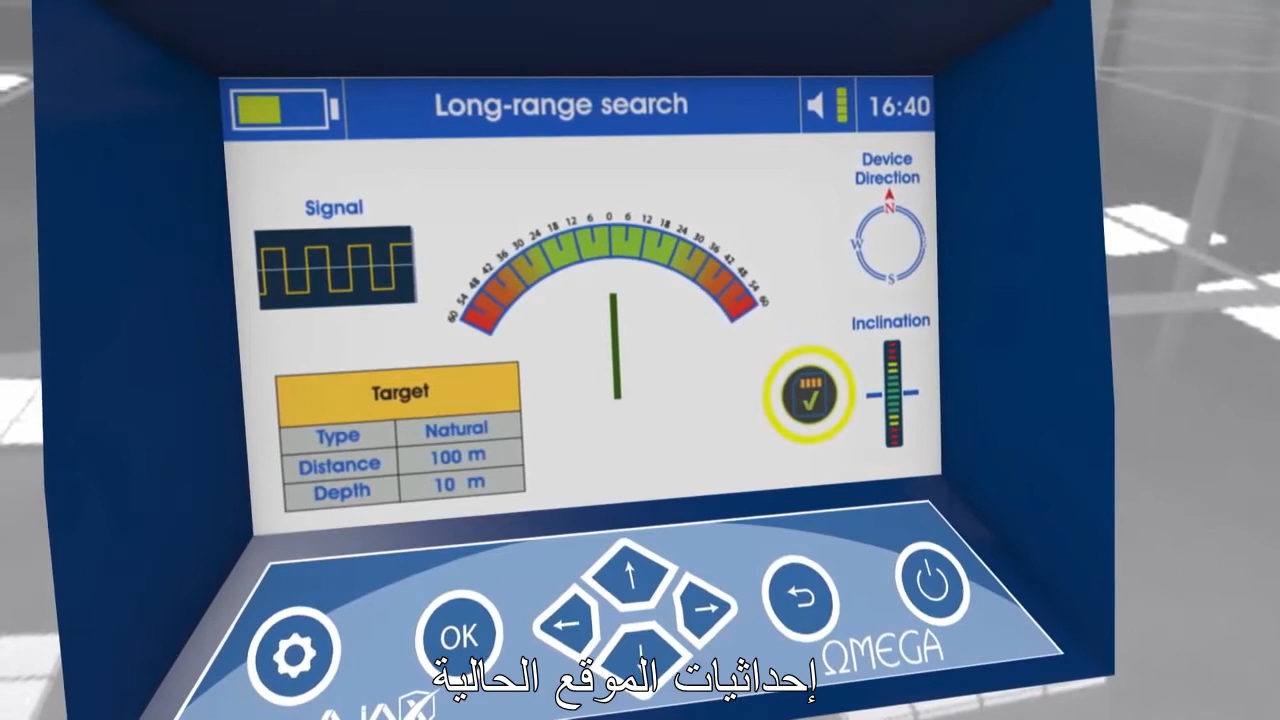 Long-range search
16:40
Device
Direction
N
W
S
Signal
60 54 48 42 36 30 24 18 12 6 0 6 12 18 24 30 36 42 48 54 60
Inclination
Target
Type Natural
Distance 100 m
Depth 10 m
OK
ΩMEGA
AJAX
إحداثيات الموقع الحالية